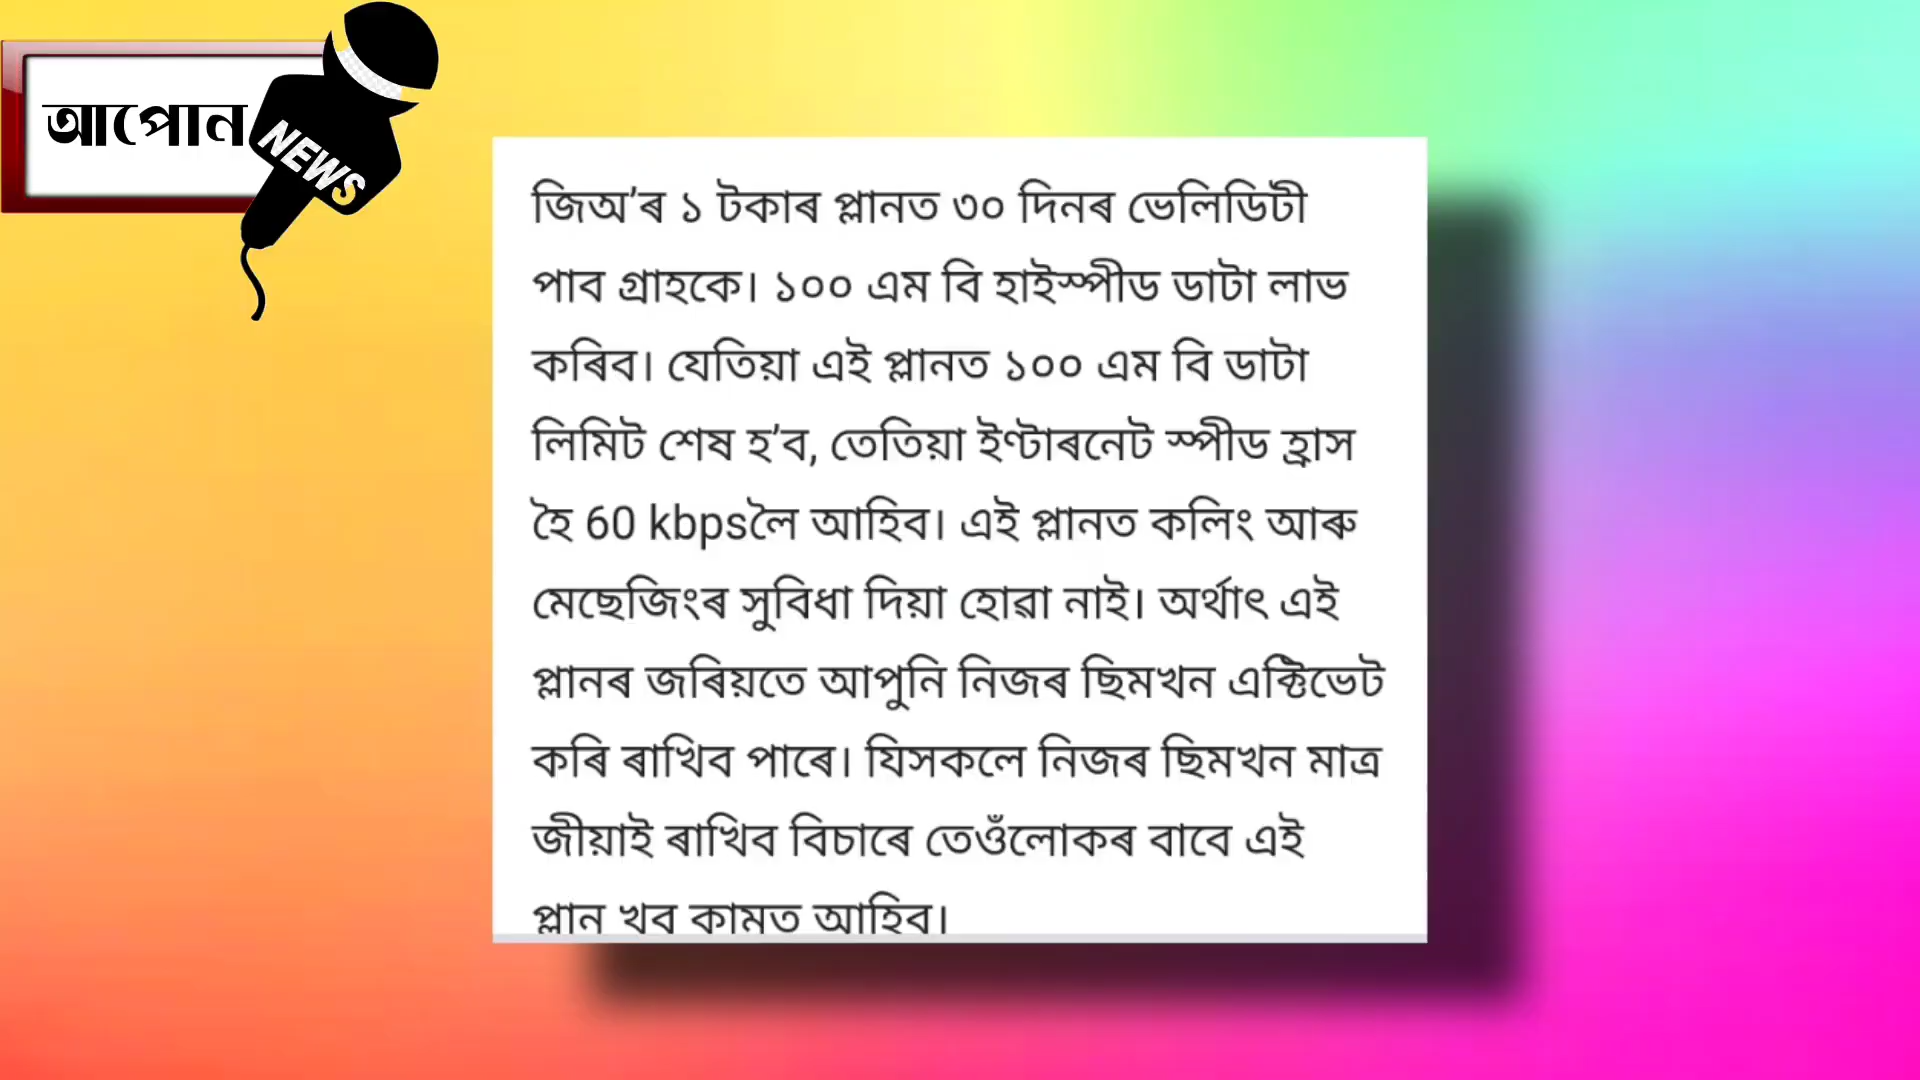 আপোন
NEWS
জিঅ’ৰ ১ টকাৰ প্লানত ৩০ দিনৰ ভেলিডিটী
পাব গ্ৰাহকে। ১০০ এম বি হাইস্পীড ডাটা লাভ
কৰিব। যেতিয়া এই প্লানত ১০০ এম বি ডাটা
লিমিট শেষ হ’ব, তেতিয়া ইণ্টাৰনেট স্পীড হ্ৰাস
হৈ 60 kbpsলৈ আহিব। এই প্লানত কলিং আৰু
মেছেজিংৰ সুবিধা দিয়া হোৱা নাই। অৰ্থাৎ এই
প্লানৰ জৰিয়তে আপুনি নিজৰ ছিমখন এক্টিভেট
কৰি ৰাখিব পাৰে। যিসকলে নিজৰ ছিমখন মাত্ৰ
জীয়াই ৰাখিব বিচাৰে তেওঁলোকৰ বাবে এই
প্লান খুব কামত আহিব।